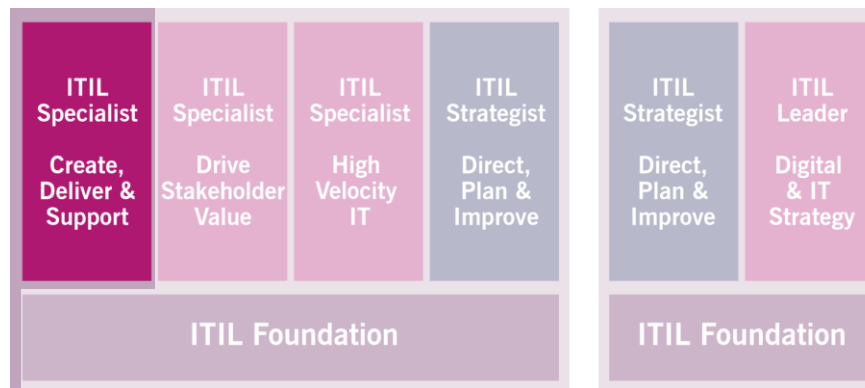 ITIL
Specialist
Create,
Deliver &
Support
ITIL
Specialist
Drive
Stakeholder
Value
ITIL
Specialist
High
Velocity
IT
ITIL
Strategist
Direct,
Plan &
Improve
ITIL Foundation
ITIL
Strategist
Direct,
Plan &
Improve
ITIL
Leader
Digital
& IT
Strategy
ITIL Foundation